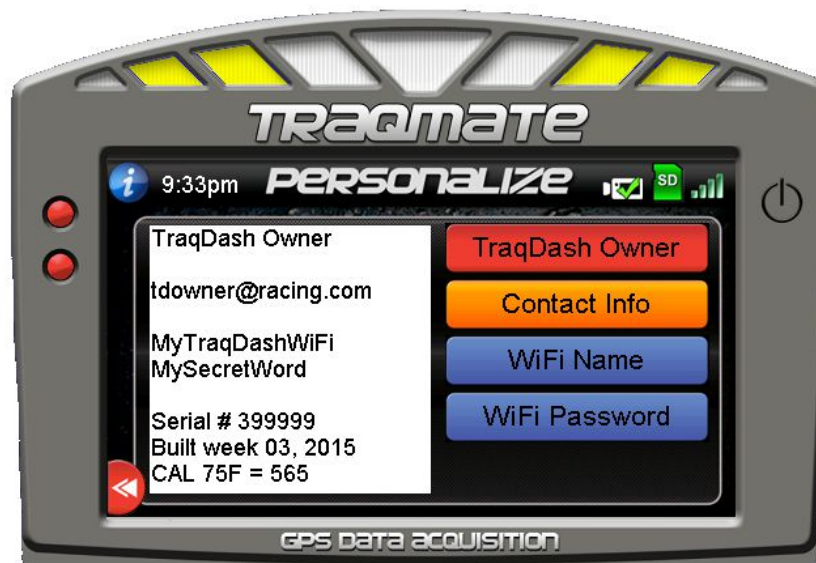 TRAQMATE
9:33pm PERSONALIZE SD
TraqDash Owner
tdowner@racing.com
MyTraqDashWiFi
MySecretWord
Serial # 399999
Built week 03, 2015
CAL 75F = 565
TraqDash Owner
Contact Info
WiFi Name
WiFi Password
GPS DATA ACQUISITION